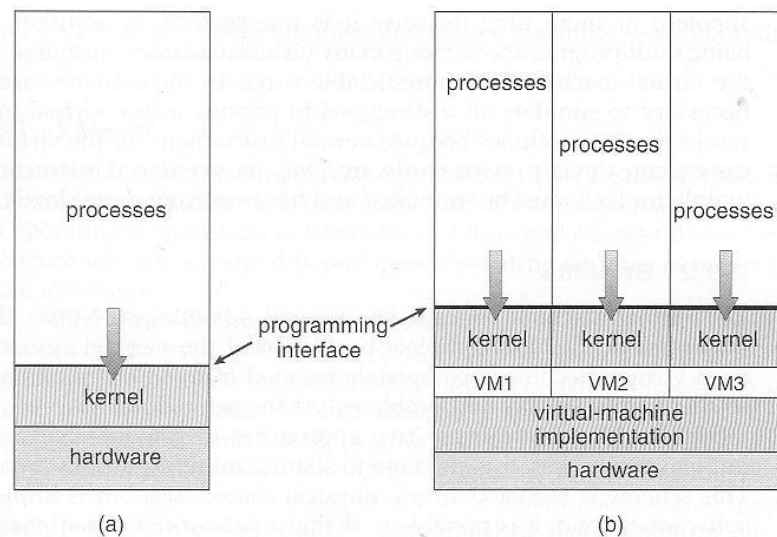 processes
processes
processes
processes
programming
interface
kernel
hardware
kernel
kernel
kernel
VM1
VM2
VM3
virtual-machine
implementation
hardware
(a)
(b)